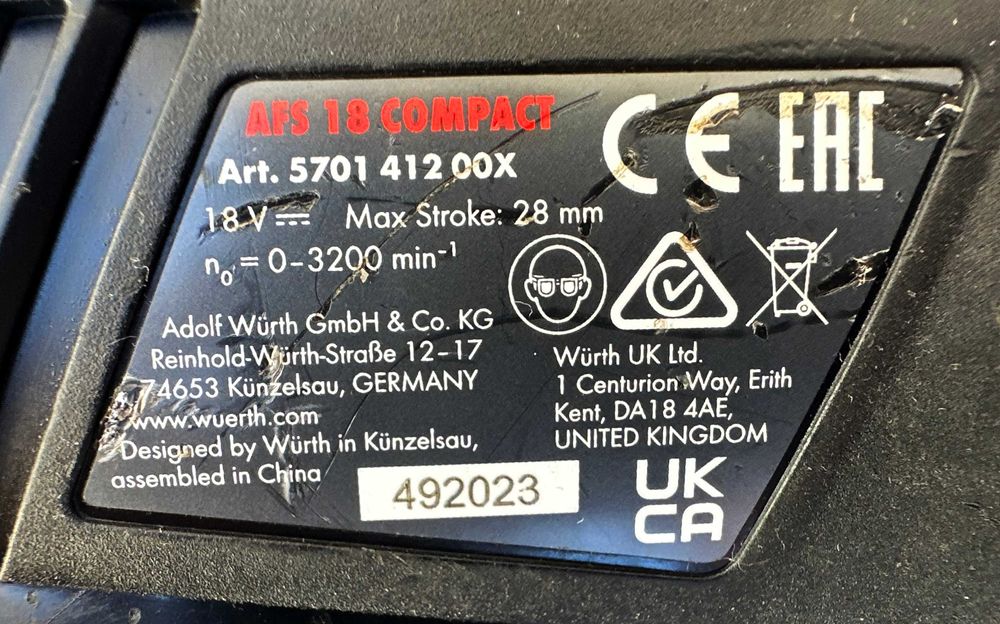 AFS 18 COMPACT
Art. 5701 412 00X
18 V ⎓ Max Stroke: 28 mm
n₀ = 0–3200 min⁻¹
CE EAC
Adolf Würth GmbH & Co. KG
Reinhold-Würth-Straße 12–17
74653 Künzelsau, GERMANY
www.wuerth.com
Designed by Würth in Künzelsau,
assembled in China
492023
Würth UK Ltd.
1 Centurion Way, Erith
Kent, DA18 4AE,
UNITED KINGDOM
UK
CA